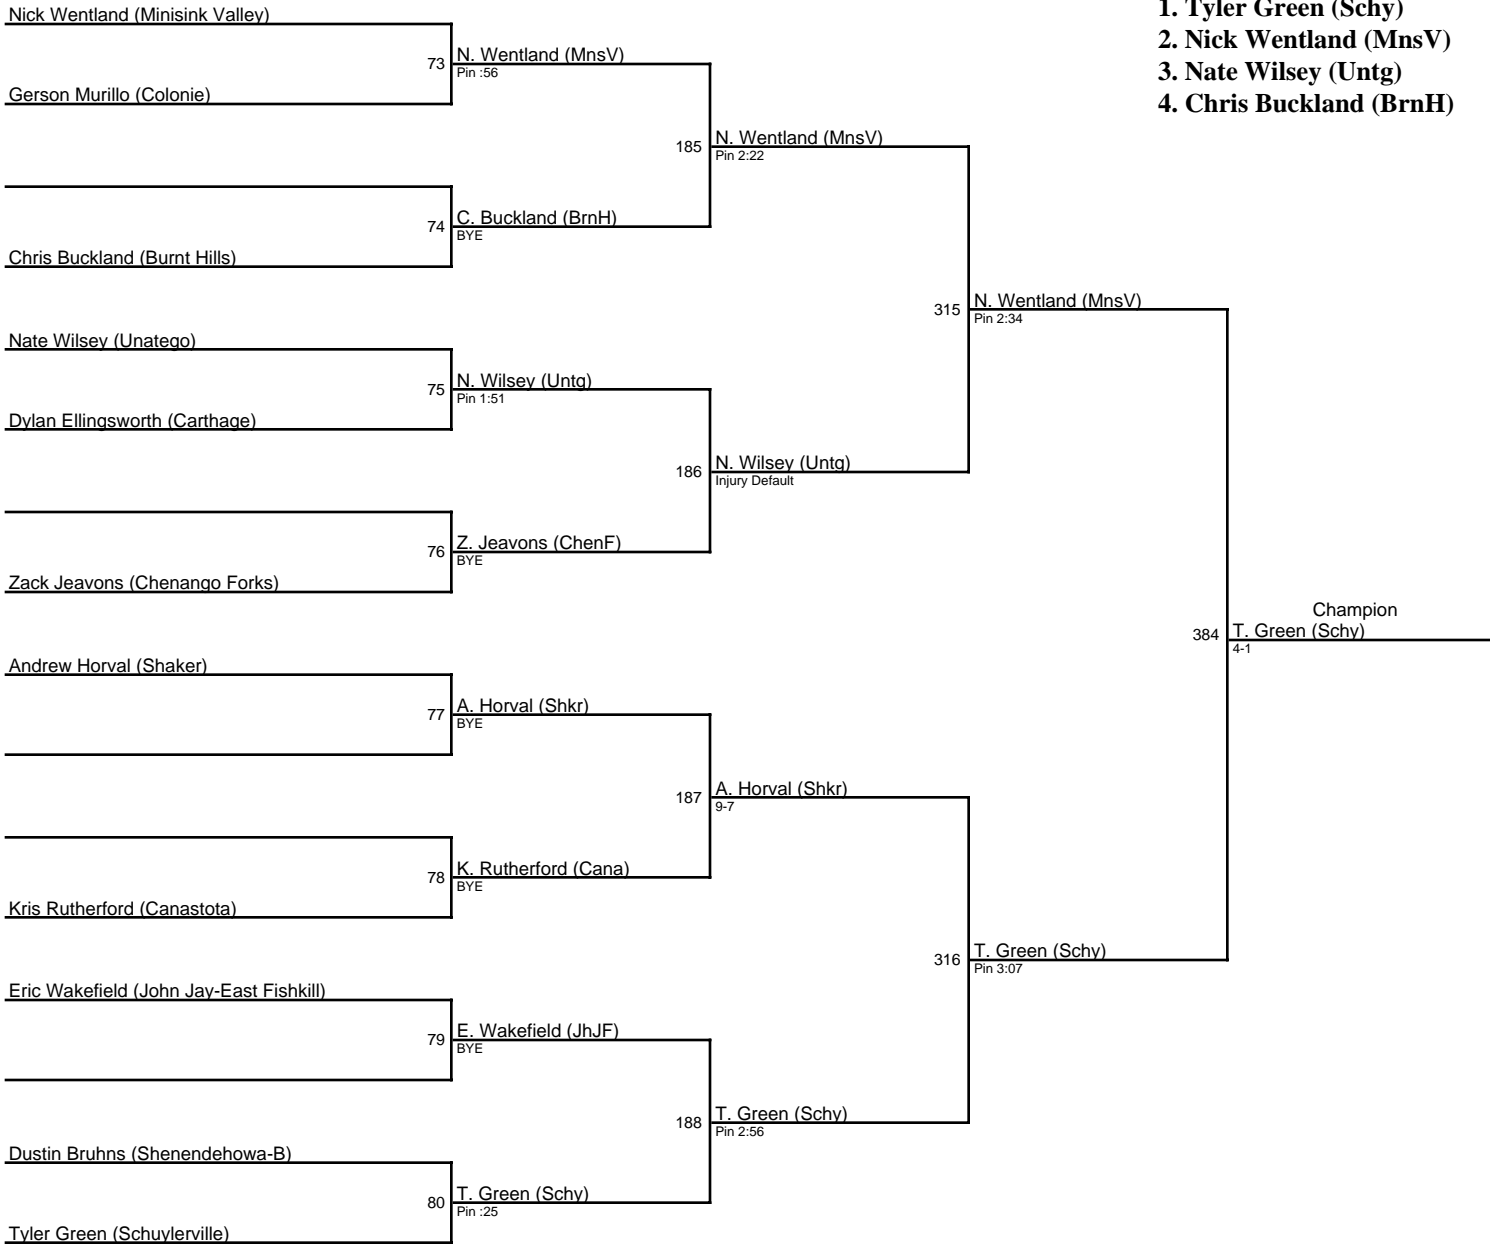 1. Tyler Green (Schy)
2. Nick Wentland (MnsV)
3. Nate Wilsey (Untg)
4. Chris Buckland (BrnH)
Nick Wentland (Minisink Valley)
73 N. Wentland (MnsV)
Pin :56
Gerson Murillo (Colonie)
185 N. Wentland (MnsV)
Pin 2:22
74 C. Buckland (BrnH)
BYE
Chris Buckland (Burnt Hills)
315 N. Wentland (MnsV)
Pin 2:34
Nate Wilsey (Unatego)
75 N. Wilsey (Untg)
Pin 1:51
Dylan Ellingsworth (Carthage)
186 N. Wilsey (Untg)
Injury Default
76 Z. Jeavons (ChenF)
BYE
Zack Jeavons (Chenango Forks)
Champion
384 T. Green (Schy)
4-1
Andrew Horval (Shaker)
77 A. Horval (Shkr)
BYE
187 A. Horval (Shkr)
9-7
78 K. Rutherford (Cana)
BYE
Kris Rutherford (Canastota)
316 T. Green (Schy)
Pin 3:07
Eric Wakefield (John Jay-East Fishkill)
79 E. Wakefield (JhJF)
BYE
188 T. Green (Schy)
Pin 2:56
Dustin Bruhns (Shenendehowa-B)
80 T. Green (Schy)
Pin :25
Tyler Green (Schuylerville)